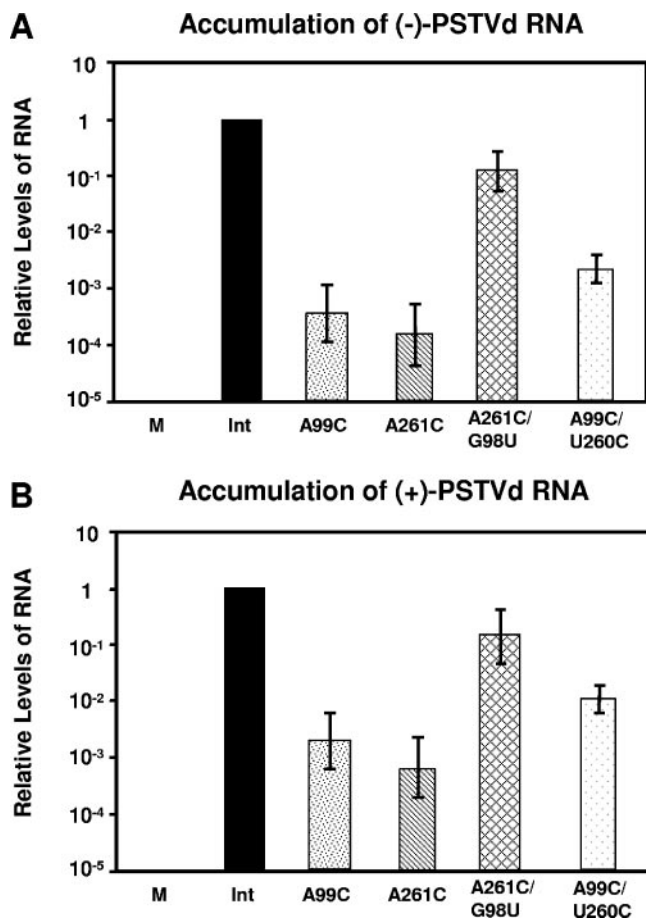 A
Accumulation of (-)-PSTVd RNA
Relative Levels of RNA
10
1
10⁻¹
10⁻²
10⁻³
10⁻⁴
10⁻⁵
M Int A99C A261C A261C/ A99C/
G98U U260C
B
Accumulation of (+)-PSTVd RNA
Relative Levels of RNA
10
1
10⁻¹
10⁻²
10⁻³
10⁻⁴
10⁻⁵
M Int A99C A261C A261C/ A99C/
G98U U260C